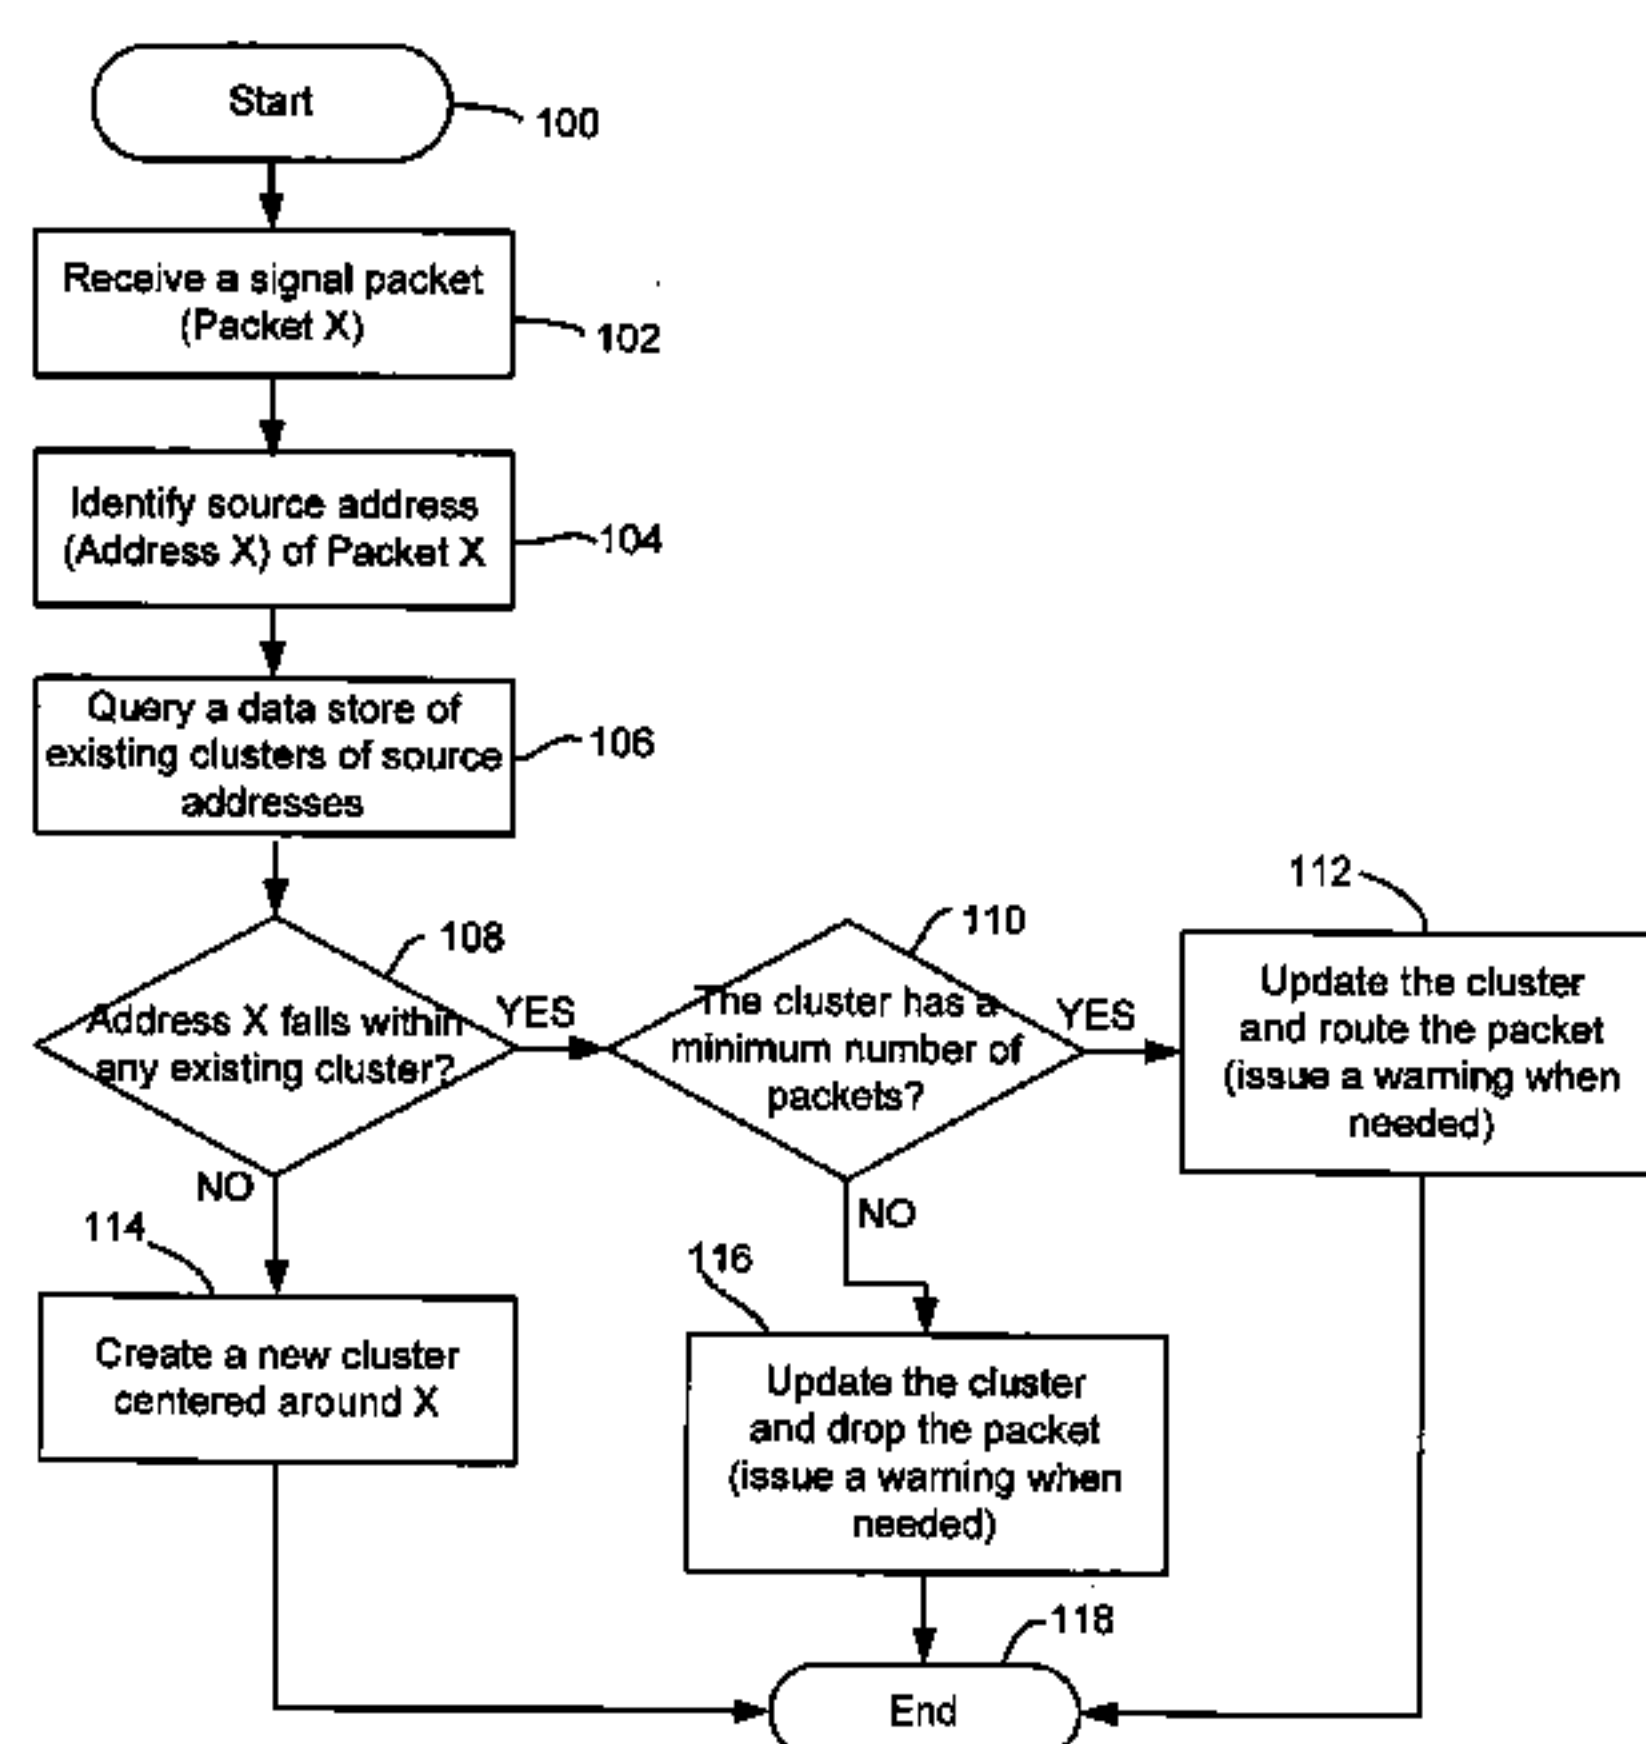 Start
100
Receive a signal packet
(Packet X)
102
Identify source address
(Address X) of Packet X
104
Query a data store of
existing clusters of source
addresses
106
108
Address X falls within
any existing cluster?
YES
NO
110
The cluster has a
minimum number of
packets?
YES
NO
112
Update the cluster
and route the packet
(issue a warning when
needed)
114
Create a new cluster
centered around X
116
Update the cluster
and drop the packet
(issue a warning when
needed)
118
End